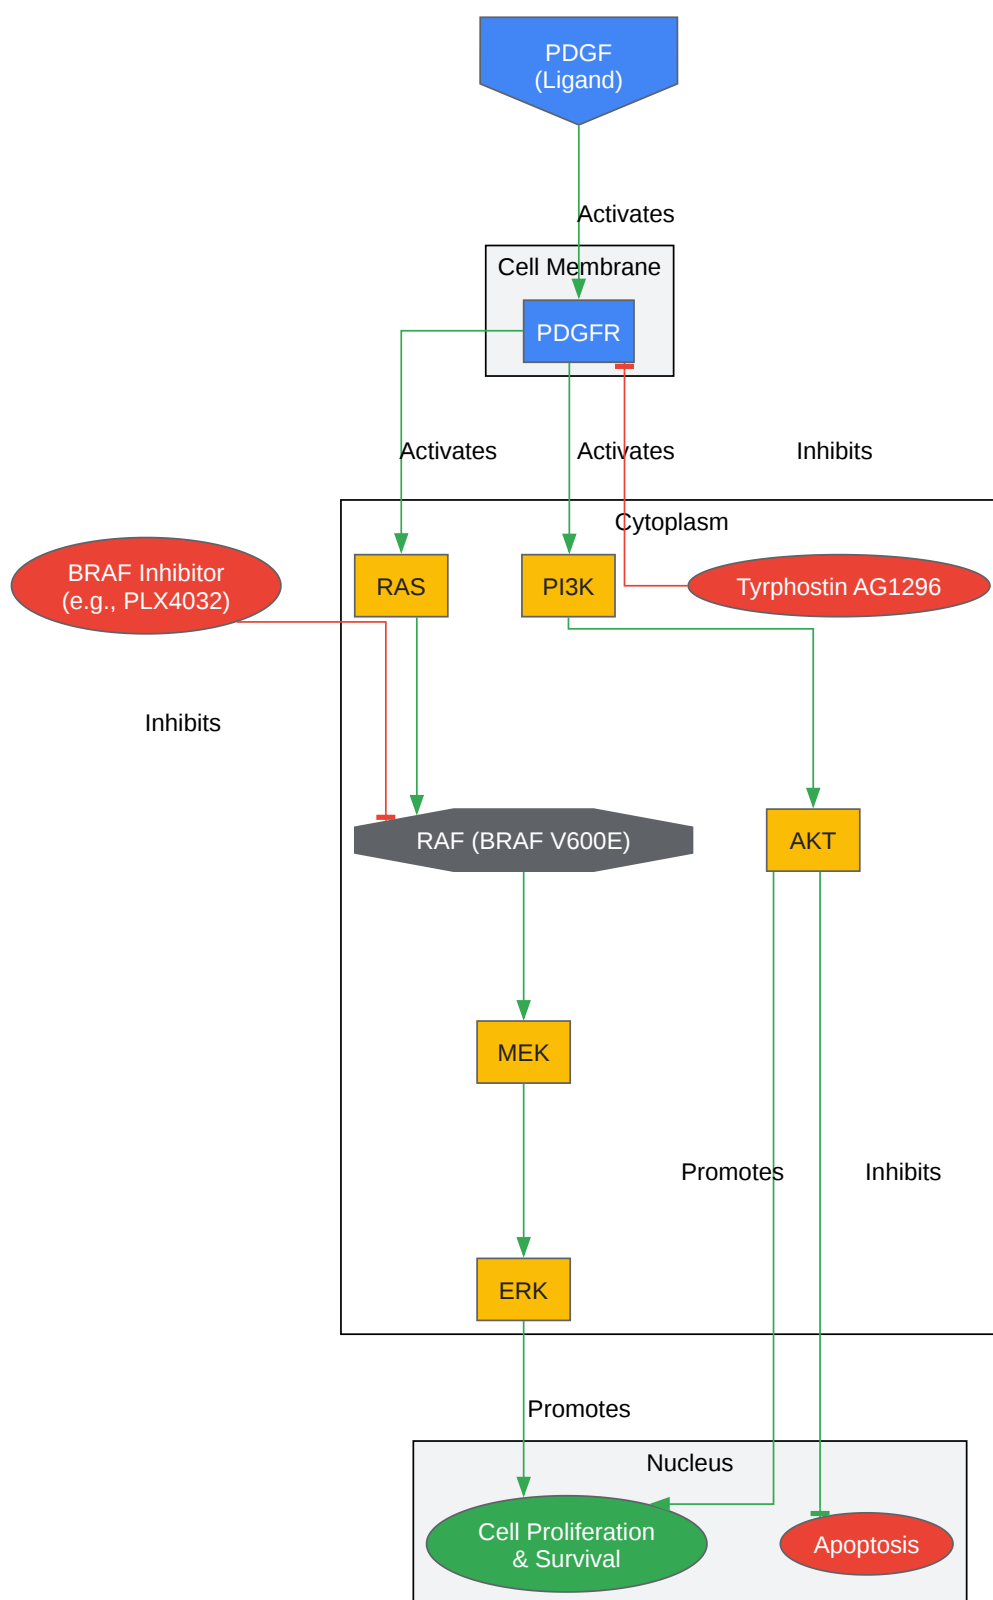 PDGF
(Ligand)
Activates
Cell Membrane
PDGFR
Activates
Activates
Inhibits
Cytoplasm
BRAF Inhibitor
(e.g., PLX4032)
RAS
PI3K
Tyrphostin AG1296
Inhibits
RAF (BRAF V600E)
AKT
MEK
Promotes
Inhibits
ERK
Promotes
Nucleus
Cell Proliferation
& Survival
Apoptosis